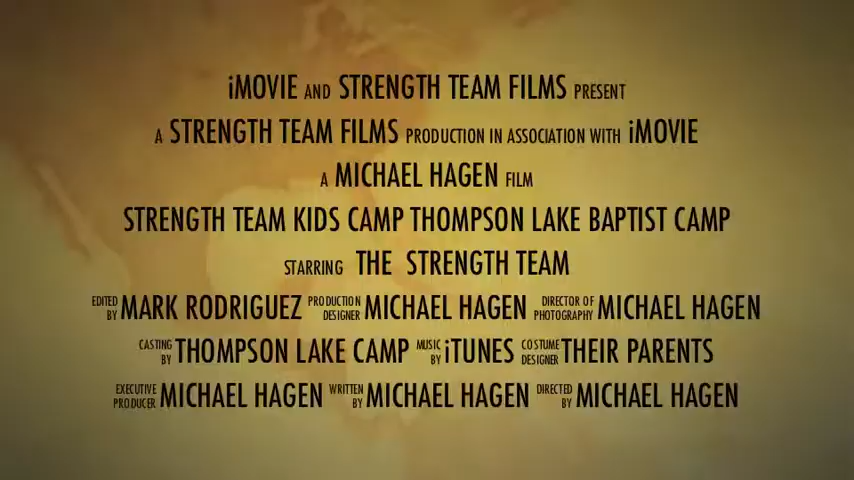 iMOVIE AND STRENGTH TEAM FILMS PRESENT
A STRENGTH TEAM FILMS PRODUCTION IN ASSOCIATION WITH iMOVIE
A MICHAEL HAGEN FILM
STRENGTH TEAM KIDS CAMP THOMPSON LAKE BAPTIST CAMP
STARRING THE STRENGTH TEAM
EDITED BY MARK RODRIGUEZ PRODUCTION DESIGNER MICHAEL HAGEN DIRECTOR OF PHOTOGRAPHY MICHAEL HAGEN
CASTING BY THOMPSON LAKE CAMP MUSIC BY iTUNES COSTUME DESIGNER THEIR PARENTS
EXECUTIVE PRODUCER MICHAEL HAGEN WRITTEN BY MICHAEL HAGEN DIRECTED BY MICHAEL HAGEN